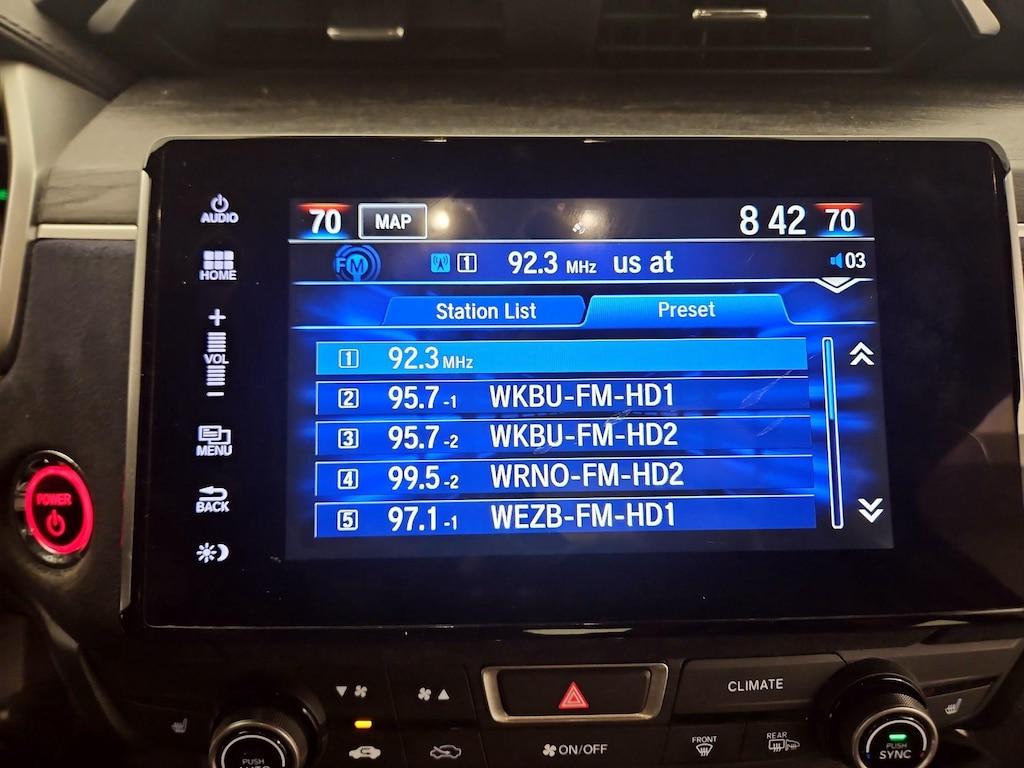 AUDIO
HOME
+
VOL
−
MENU
BACK
POWER
70 MAP 8 42 70
FM 1 92.3 MHz us at 03
Station List Preset
1 92.3 MHz
2 95.7 -1 WKBU-FM-HD1
3 95.7 -2 WKBU-FM-HD2
4 99.5 -2 WRNO-FM-HD2
5 97.1 -1 WEZB-FM-HD1
CLIMATE
ON/OFF
FRONT
REAR
PUSH
AUTO
PUSH
SYNC